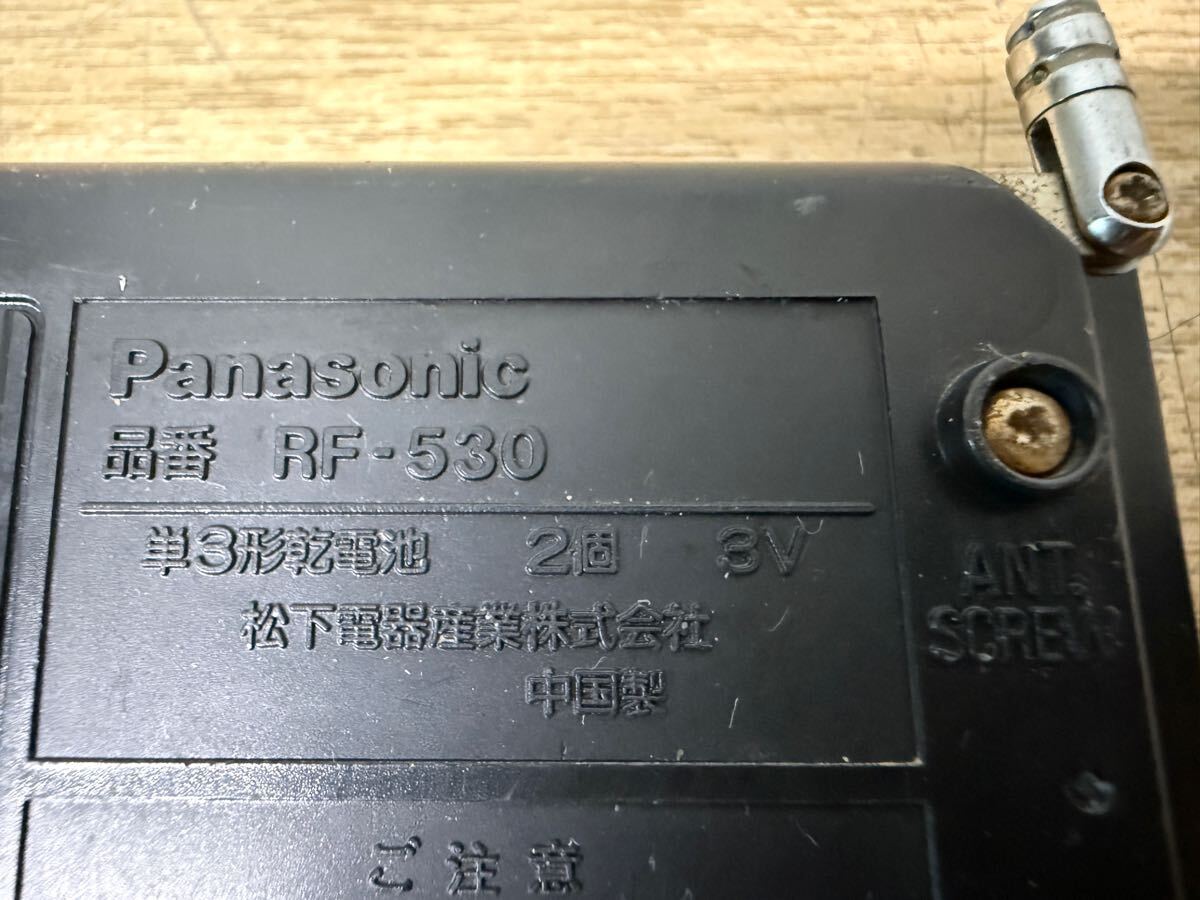 Panasonic
品番 RF-530
単3形乾電池 2個 3V
松下電器産業株式会社
中国製
ANT.
SCREW
ご注意